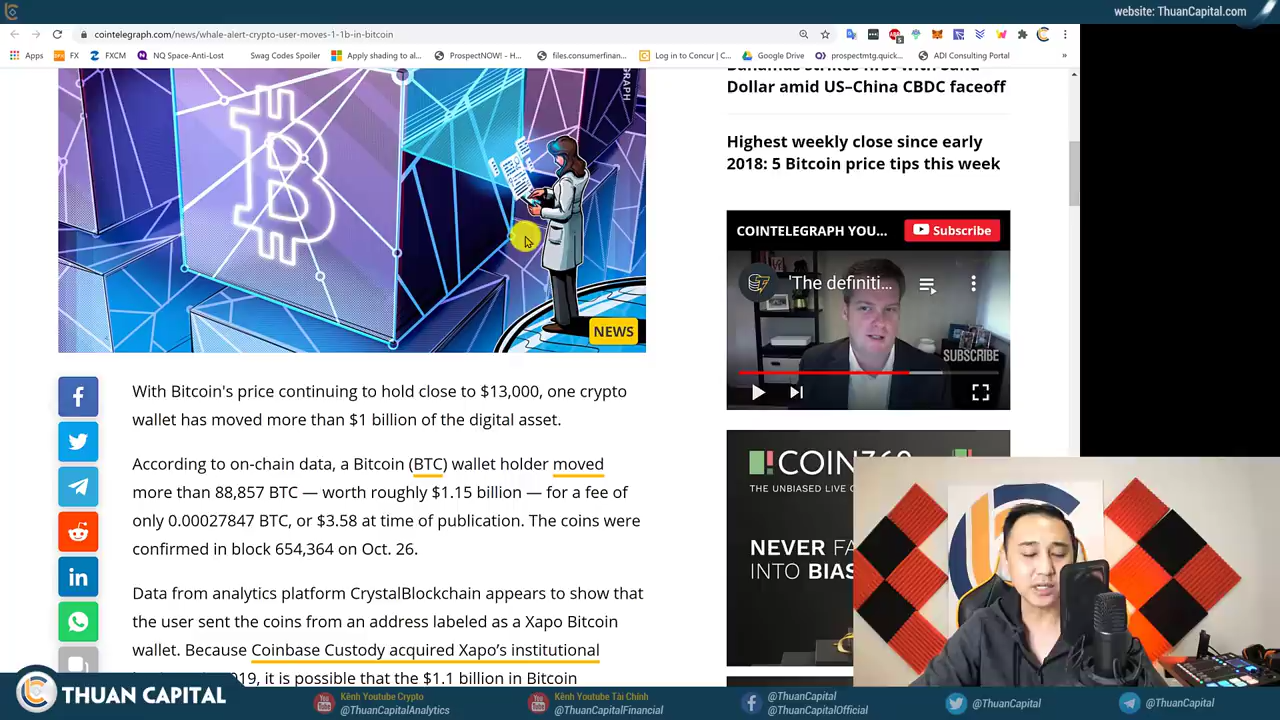 website: ThuanCapital.com
cointelegraph.com/news/whale-alert-crypto-user-moves-1-1b-in-bitcoin
Apps
FX
FXCM
NQ Space-Anti-Lost
Swag Codes Spoiler
Apply shading to al...
ProspectNOW! - H...
files.consumerfinan...
Log in to Concur - C...
Google Drive
prospectmtg.quick...
ADI Consulting Portal
Dollar amid US–China CBDC faceoff
Highest weekly close since early
2018: 5 Bitcoin price tips this week
COINTELEGRAPH YOU...
Subscribe
'The definiti...
SUBSCRIBE
NEWS
With Bitcoin's price continuing to hold close to $13,000, one crypto
wallet has moved more than $1 billion of the digital asset.
According to on-chain data, a Bitcoin (BTC) wallet holder moved
more than 88,857 BTC — worth roughly $1.15 billion — for a fee of
only 0.00027847 BTC, or $3.58 at time of publication. The coins were
confirmed in block 654,364 on Oct. 26.
Data from analytics platform CrystalBlockchain appears to show that
the user sent the coins from an address labeled as a Xapo Bitcoin
wallet. Because Coinbase Custody acquired Xapo's institutional
19, it is possible that the $1.1 billion in Bitcoin
COIN360
THE UNBIASED LIVE
NEVER FA
INTO BIAS
THUAN CAPITAL
Kênh Youtube Crypto
@ThuanCapitalAnalytics
Kênh Youtube Tài Chính
@ThuanCapitalFinancial
@ThuanCapital
@ThuanCapitalOfficial
@ThuanCapital
@ThuanCapital